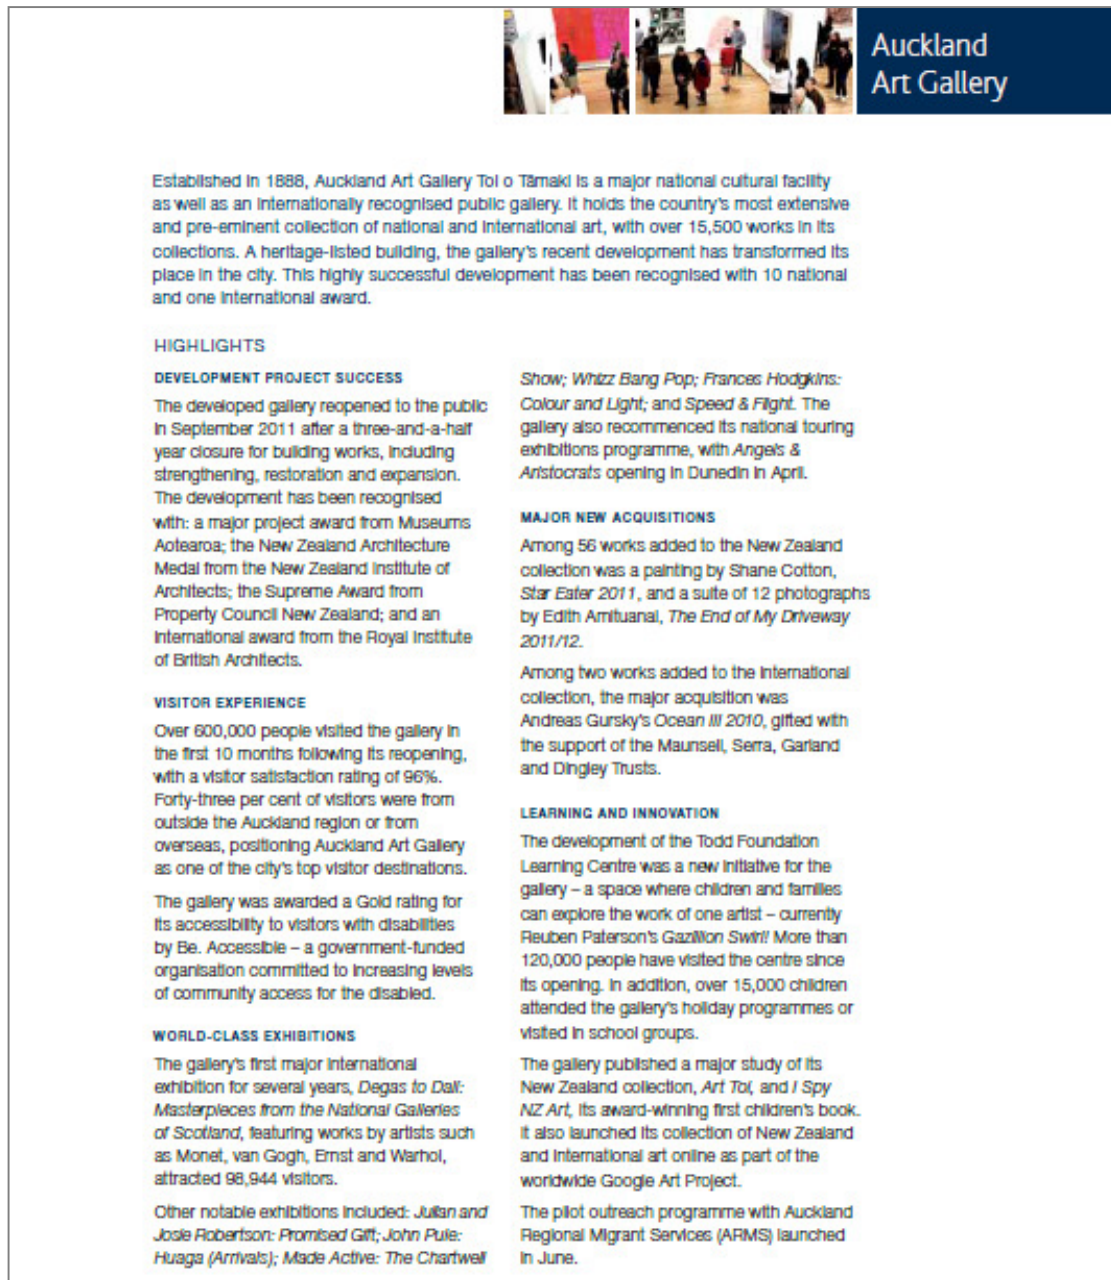 Auckland
Art Gallery
Established in 1888, Auckland Art Gallery Toi o Tāmaki is a major national cultural facility
as well as an internationally recognised public gallery. It holds the country's most extensive
and pre-eminent collection of national and international art, with over 15,500 works in its
collections. A heritage-listed building, the gallery's recent development has transformed its
place in the city. This highly successful development has been recognised with 10 national
and one international award.
HIGHLIGHTS
DEVELOPMENT PROJECT SUCCESS
The developed gallery reopened to the public
in September 2011 after a three-and-a-half
year closure for building works, including
strengthening, restoration and expansion.
The development has been recognised
with: a major project award from Museums
Aotearoa; the New Zealand Architecture
Medal from the New Zealand Institute of
Architects; the Supreme Award from
Property Council New Zealand; and an
international award from the Royal Institute
of British Architects.
VISITOR EXPERIENCE
Over 600,000 people visited the gallery in
the first 10 months following its reopening,
with a visitor satisfaction rating of 96%.
Forty-three per cent of visitors were from
outside the Auckland region or from
overseas, positioning Auckland Art Gallery
as one of the city's top visitor destinations.
The gallery was awarded a Gold rating for
its accessibility to visitors with disabilities
by Be. Accessible – a government-funded
organisation committed to increasing levels
of community access for the disabled.
WORLD-CLASS EXHIBITIONS
The gallery's first major international
exhibition for several years, Degas to Dalí:
Masterpieces from the National Galleries
of Scotland, featuring works by artists such
as Monet, van Gogh, Ernst and Warhol,
attracted 98,944 visitors.
Other notable exhibitions included: Julian and
Josie Robertson: Promised Gift; John Pule:
Huaga (Arrivals); Made Active: The Chartwell
Show; Whizz Bang Pop; Frances Hodgkins:
Colour and Light; and Speed & Flight. The
gallery also recommenced its national touring
exhibitions programme, with Angels &
Aristocrats opening in Dunedin in April.
MAJOR NEW ACQUISITIONS
Among 56 works added to the New Zealand
collection was a painting by Shane Cotton,
Star Eater 2011, and a suite of 12 photographs
by Edith Amituanai, The End of My Driveway
2011/12.
Among two works added to the international
collection, the major acquisition was
Andreas Gursky's Ocean III 2010, gifted with
the support of the Maunsell, Serra, Garland
and Dingley Trusts.
LEARNING AND INNOVATION
The development of the Todd Foundation
Learning Centre was a new initiative for the
gallery – a space where children and families
can explore the work of one artist – currently
Reuben Paterson's Gazillion Swirl! More than
120,000 people have visited the centre since
its opening. In addition, over 15,000 children
attended the gallery's holiday programmes or
visited in school groups.
The gallery published a major study of its
New Zealand collection, Art Toi, and I Spy
NZ Art, its award-winning first children's book.
It also launched its collection of New Zealand
and international art online as part of the
worldwide Google Art Project.
The pilot outreach programme with Auckland
Regional Migrant Services (ARMS) launched
in June.